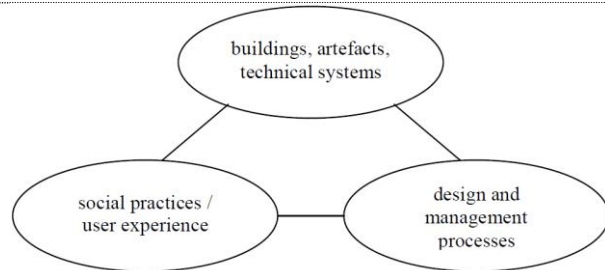 buildings, artefacts,
technical systems
social practices /
user experience
design and
management
processes